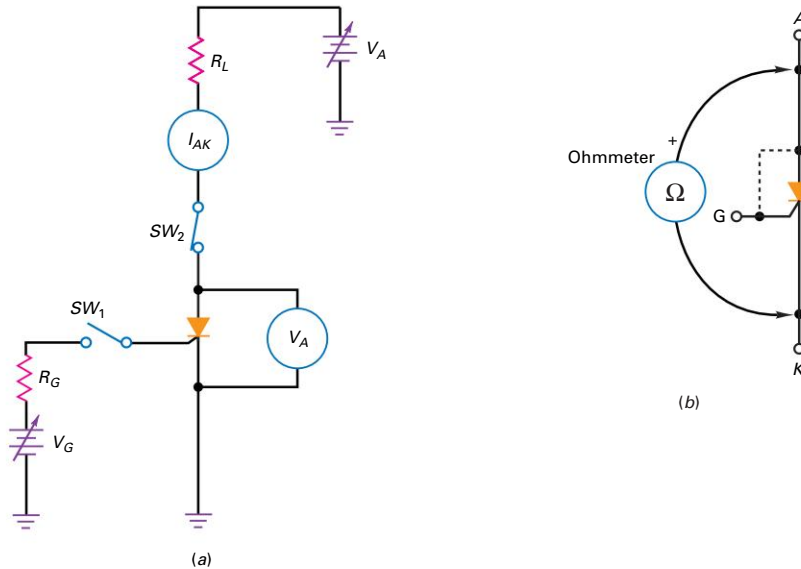 R_L
V_A
I_AK
SW_2
SW_1
V_A
R_G
V_G
(a)
A
+
Ohmmeter
Ω
G
K
(b)